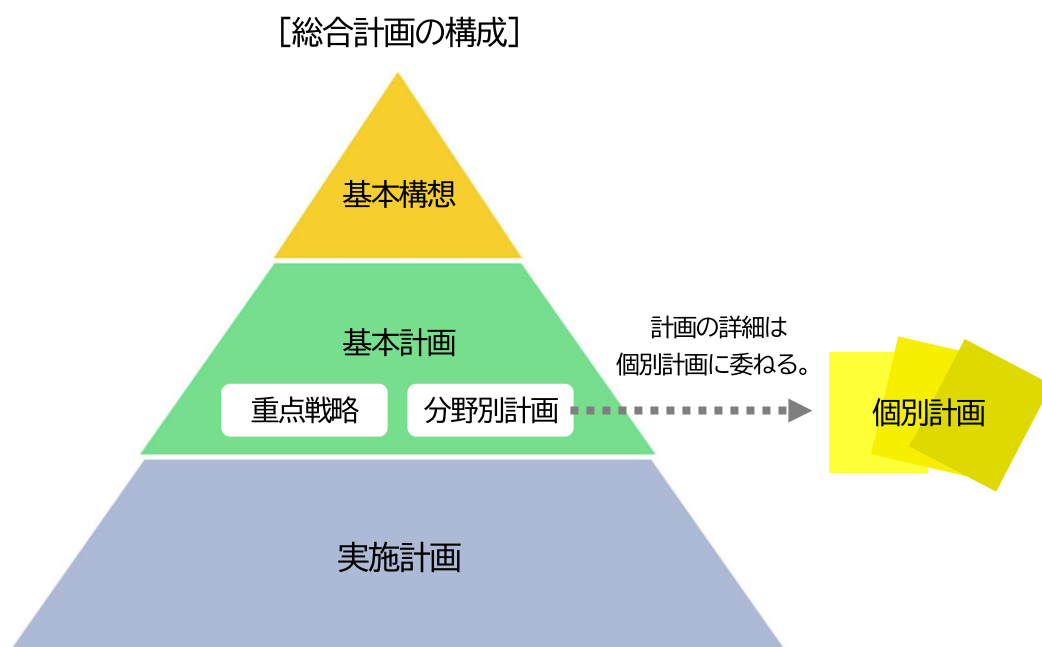 ［総合計画の構成］
基本構想
基本計画
重点戦略
分野別計画
計画の詳細は
個別計画に委ねる。
個別計画
実施計画